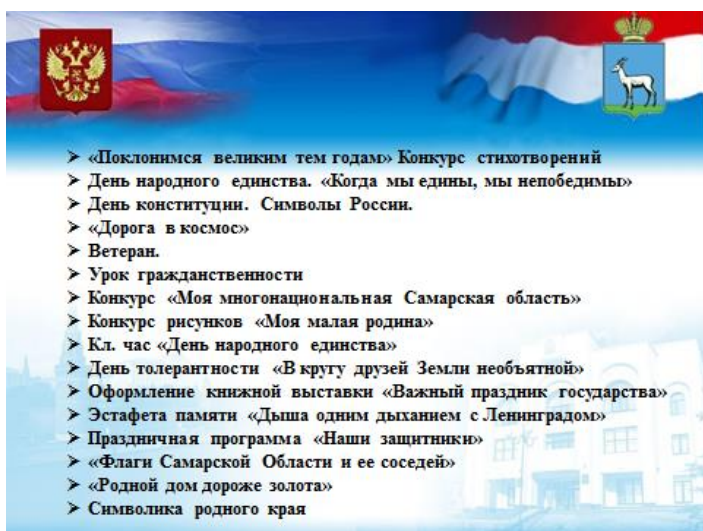 «Поклонимся великим тем годам» Конкурс стихотворений
День народного единства. «Когда мы едины, мы непобедимы»
День конституции. Символы России.
«Дорога в космос»
Ветеран.
Урок гражданственности
Конкурс «Моя многонациональная Самарская область»
Конкурс рисунков «Моя малая родина»
Кл. час «День народного единства»
День толерантности «В кругу друзей Земли необъятной»
Оформление книжной выставки «Важный праздник государства»
Эстафета памяти «Дыша одним дыханием с Ленинградом»
Праздничная программа «Наши защитники»
«Флаги Самарской Области и ее соседей»
«Родной дом дороже золота»
Символика родного края